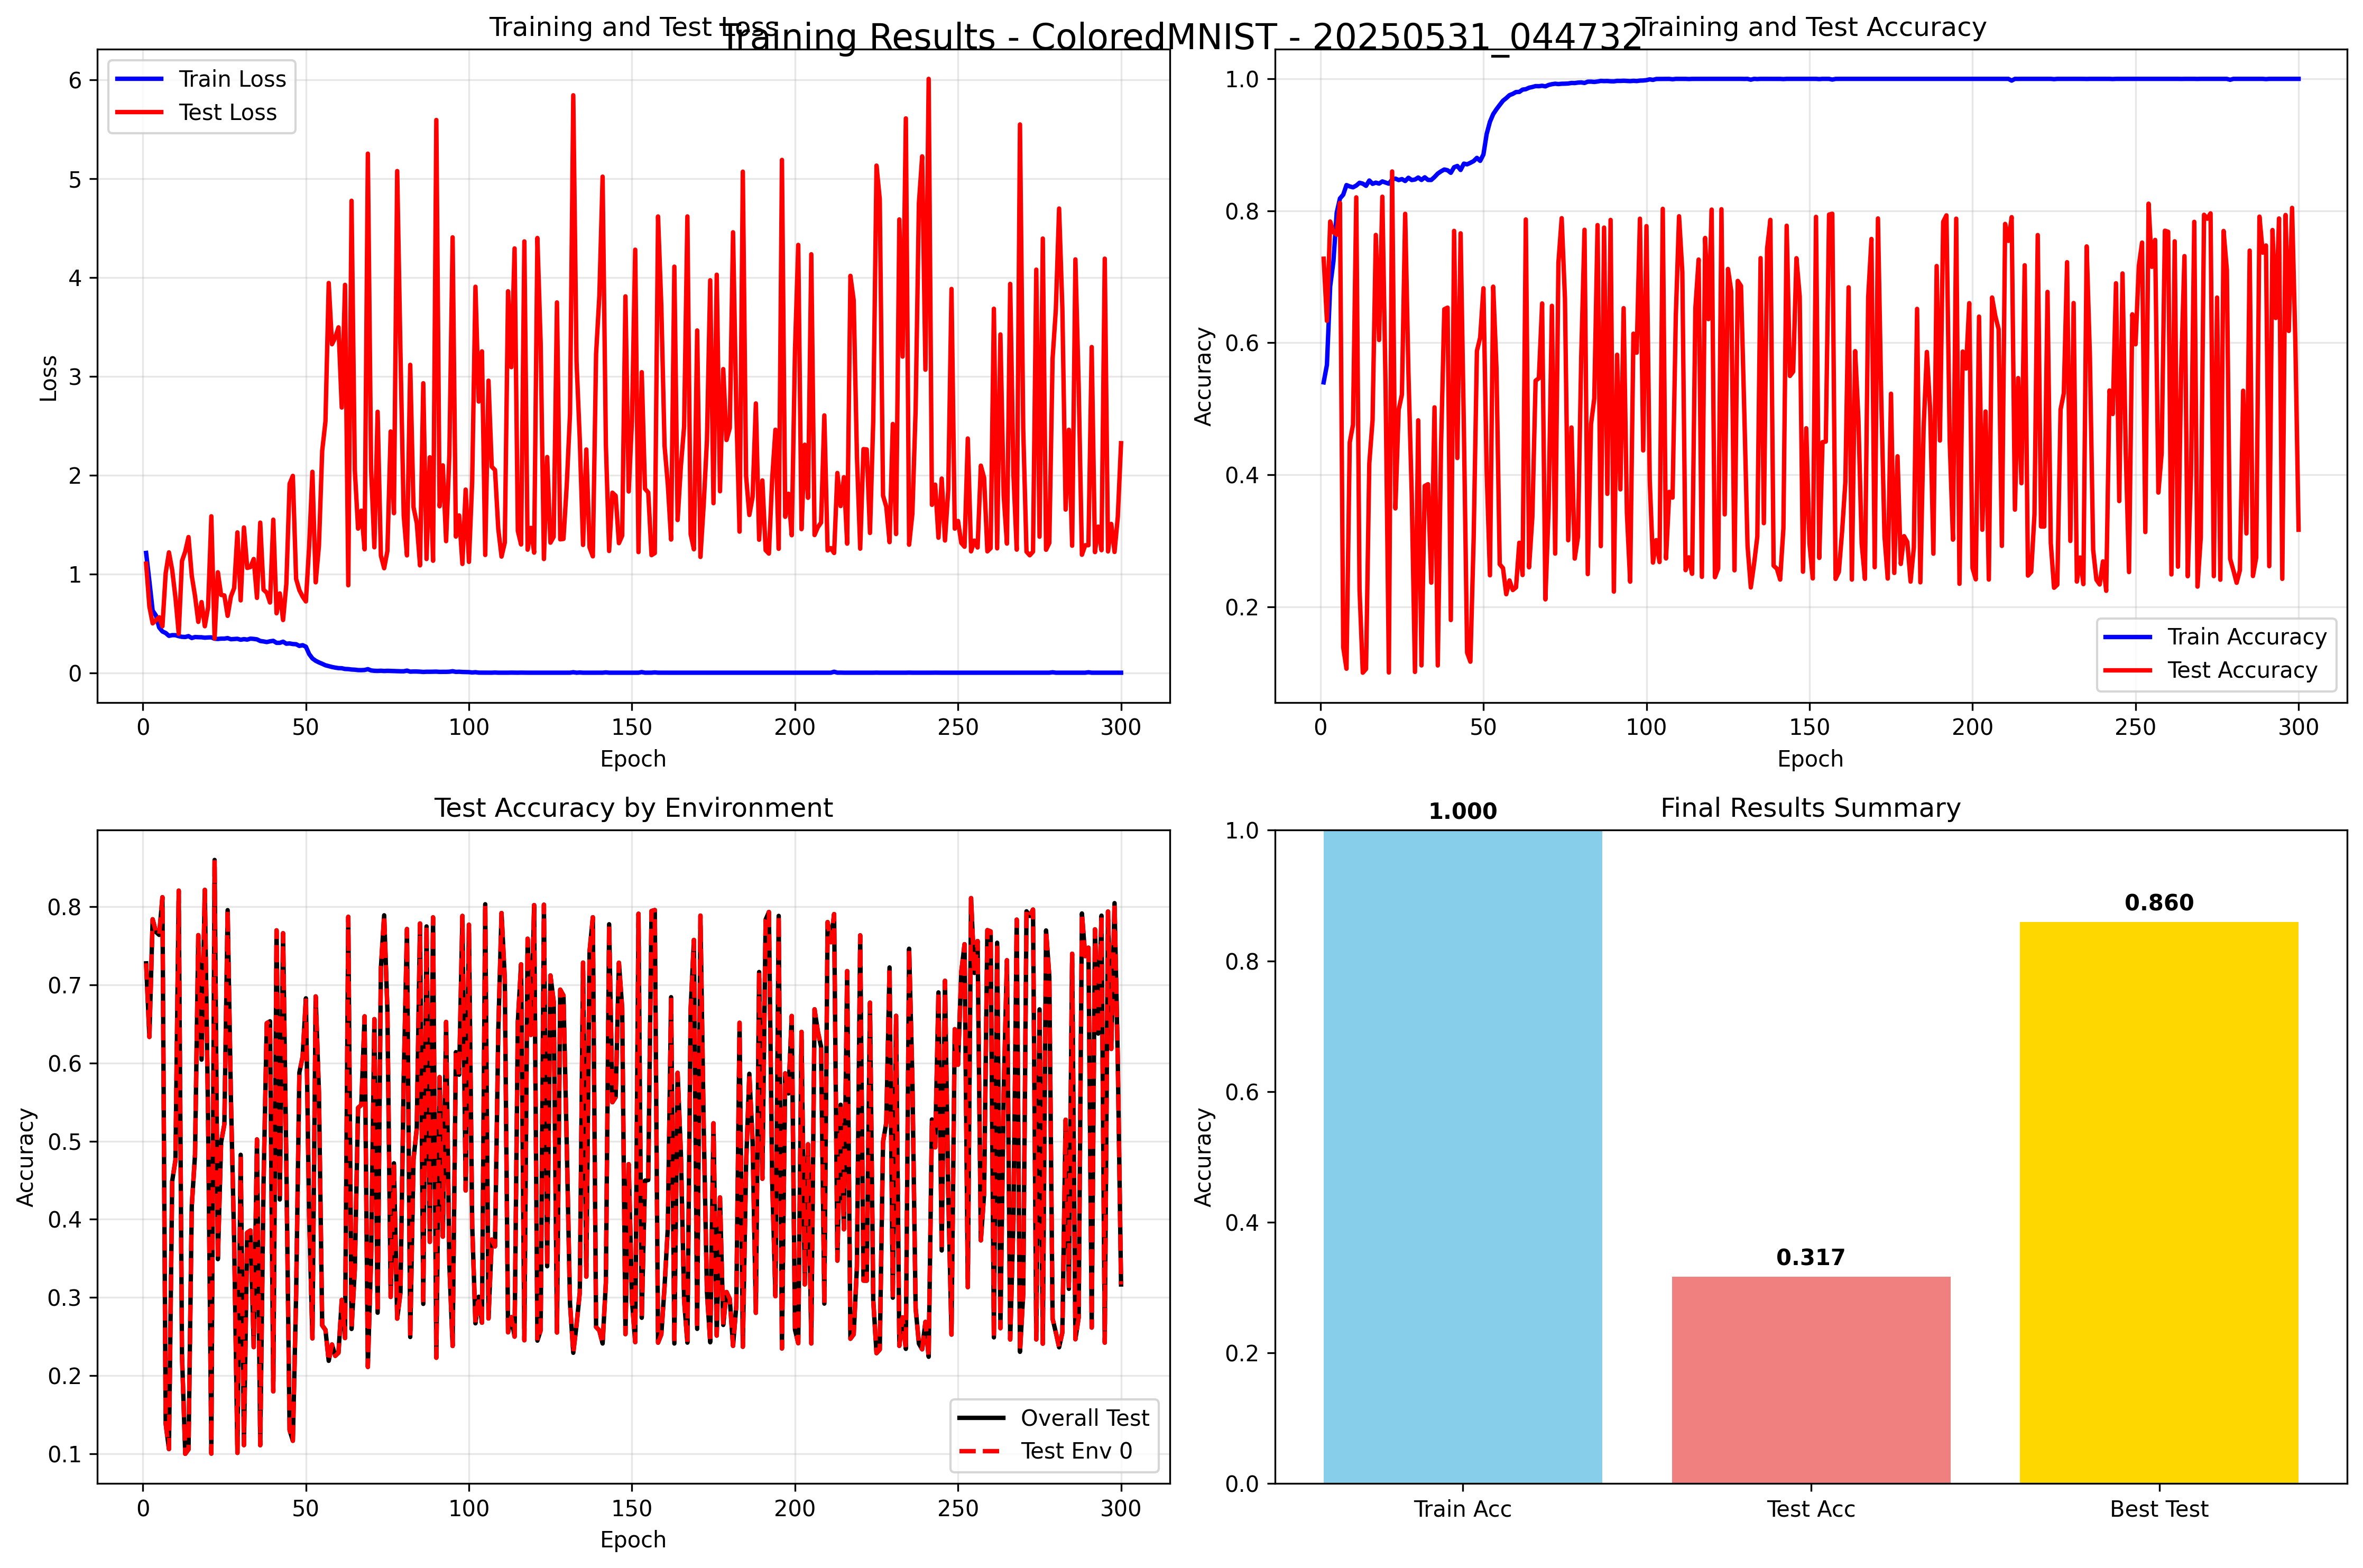 Training Results - ColoredMNIST - 20250531_044732
Training and Test Loss
Train Loss
Test Loss
6
5
4
3
2
1
0
Loss
0 50 100 150 200 250 300
Epoch
Training and Test Accuracy
1.0
0.8
0.6
0.4
0.2
Accuracy
Train Accuracy
Test Accuracy
0 50 100 150 200 250 300
Epoch
Test Accuracy by Environment
0.8
0.7
0.6
0.5
0.4
0.3
0.2
0.1
Accuracy
Overall Test
Test Env 0
0 50 100 150 200 250 300
Epoch
Final Results Summary
1.0
0.8
0.6
0.4
0.2
0.0
Accuracy
1.000
0.317
0.860
Train Acc Test Acc Best Test